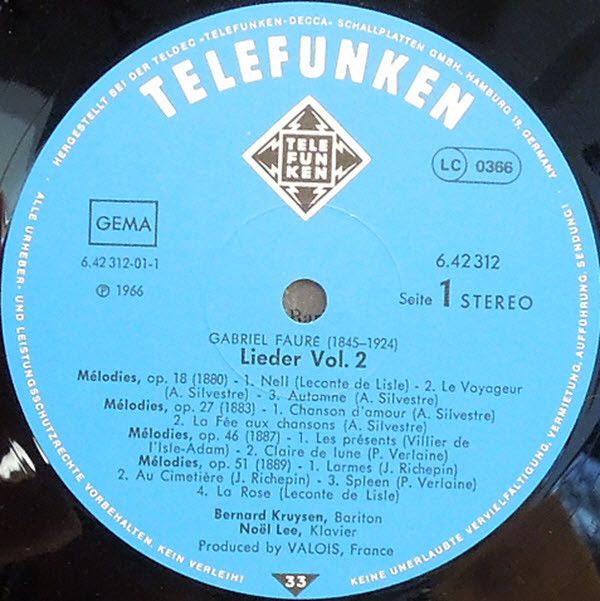 HERGESTELLT BEI DER TELDEC »TELEFUNKEN-DECCA« SCHALLPLATTEN GMBH, HAMBURG 19, GERMANY ·
TELEFUNKEN
TELE
FUN
KEN
LC 0366
GEMA
6.42 312-01-1
℗ 1966
6.42 312
Seite 1 STEREO
GABRIEL FAURÉ (1845–1924)
Lieder Vol. 2
Mélodies, op. 18 (1880) - 1. Nell (Leconte de Lisle) - 2. Le Voyageur
(A. Silvestre) - 3. Automne (A. Silvestre)
Mélodies, op. 27 (1883) - 1. Chanson d'amour (A. Silvestre)
2. La Fée aux chansons (A. Silvestre)
Mélodies, op. 46 (1887) - 1. Les présents (Villier de
l'Isle-Adam) - 2. Claire de lune (P. Verlaine)
Mélodies, op. 51 (1889) - 1. Larmes (J. Richepin)
2. Au Cimetière (J. Richepin) - 3. Spleen (P. Verlaine)
4. La Rose (Leconte de Lisle)
Bernard Kruysen, Bariton
Noël Lee, Klavier
Produced by VALOIS, France
33
ALLE URHEBER- UND LEISTUNGSSCHUTZRECHTE VORBEHALTEN. KEIN VERLEIH!
KEINE UNERLAUBTE VERVIELFÄLTIGUNG, VERMIETUNG, AUFFÜHRUNG, SENDUNG!